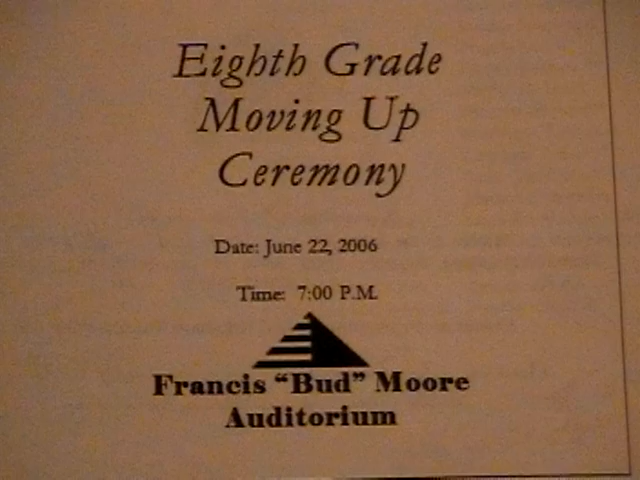 Eighth Grade
Moving Up
Ceremony
Date: June 22, 2006
Time: 7:00 P.M.
Francis “Bud” Moore
Auditorium